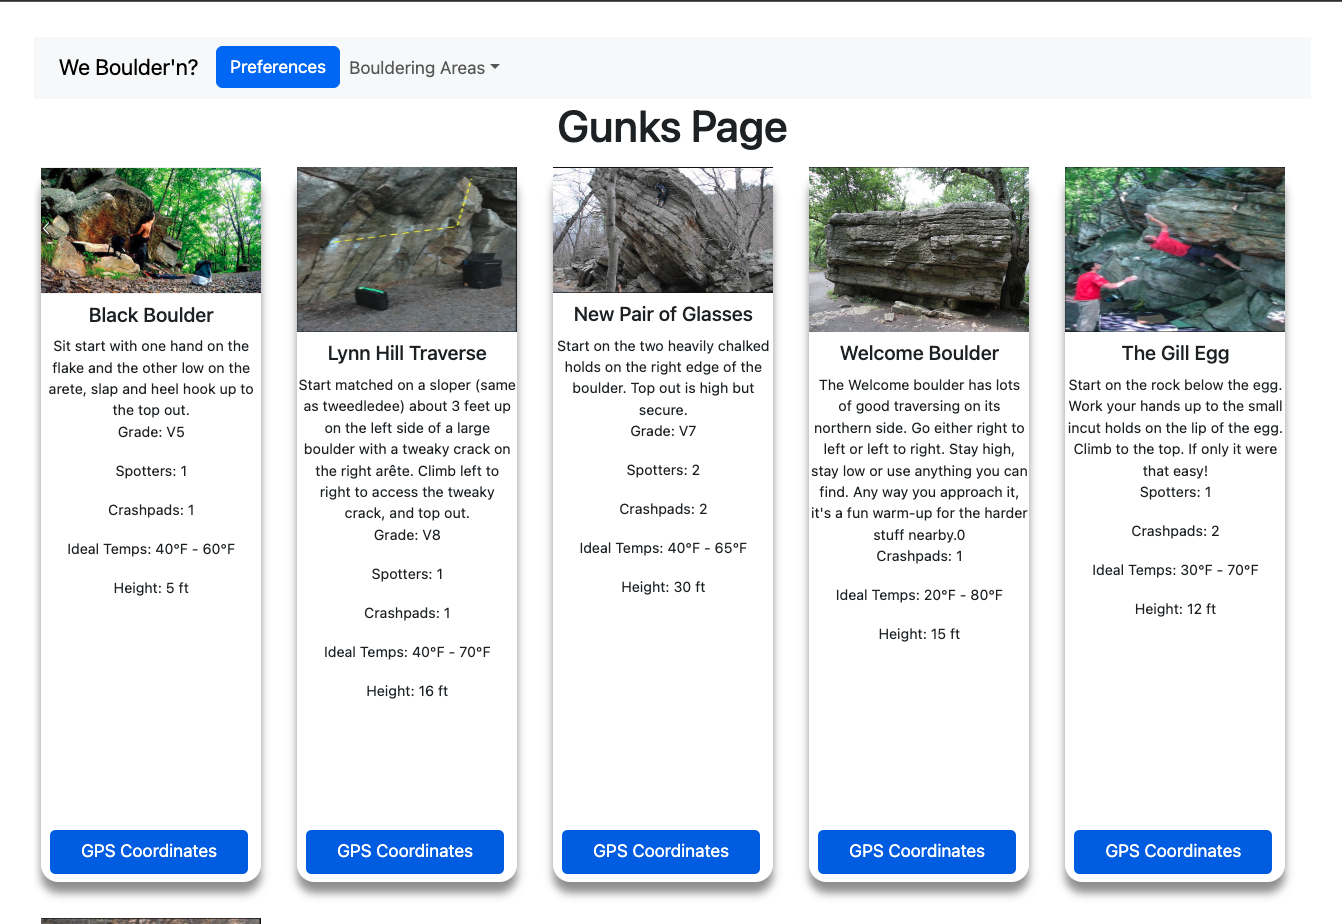 We Boulder'n? Preferences Bouldering Areas
Gunks Page
Black Boulder
Sit start with one hand on the
flake and the other low on the
arete, slap and heel hook up to
the top out.
Grade: V5
Spotters: 1
Crashpads: 1
Ideal Temps: 40°F - 60°F
Height: 5 ft
GPS Coordinates
Lynn Hill Traverse
Start matched on a sloper (same
as tweedledee) about 3 feet up
on the left side of a large
boulder with a tweaky crack on
the right arête. Climb left to
right to access the tweaky
crack, and top out.
Grade: V8
Spotters: 1
Crashpads: 1
Ideal Temps: 40°F - 70°F
Height: 16 ft
GPS Coordinates
New Pair of Glasses
Start on the two heavily chalked
holds on the right edge of the
boulder. Top out is high but
secure.
Grade: V7
Spotters: 2
Crashpads: 2
Ideal Temps: 40°F - 65°F
Height: 30 ft
GPS Coordinates
Welcome Boulder
The Welcome boulder has lots
of good traversing on its
northern side. Go either right to
left or left to right. Stay high,
stay low or use anything you can
find. Any way you approach it,
it's a fun warm-up for the harder
stuff nearby.0
Crashpads: 1
Ideal Temps: 20°F - 80°F
Height: 15 ft
GPS Coordinates
The Gill Egg
Start on the rock below the egg.
Work your hands up to the small
incut holds on the lip of the egg.
Climb to the top. If only it were
that easy!
Spotters: 1
Crashpads: 2
Ideal Temps: 30°F - 70°F
Height: 12 ft
GPS Coordinates